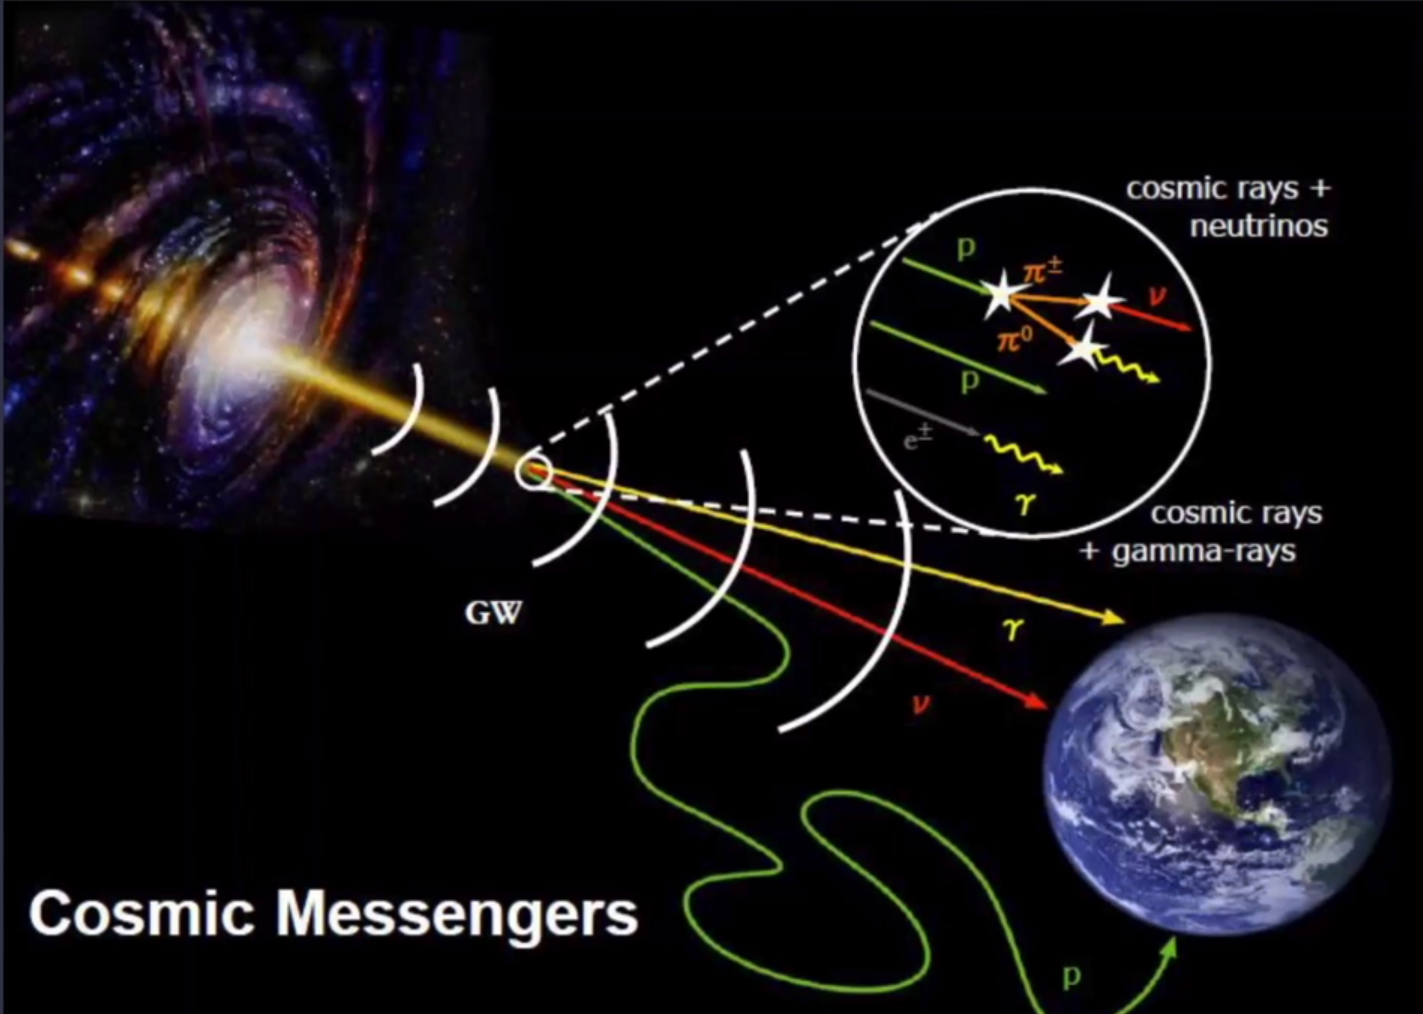 cosmic rays +
neutrinos
p
π±
ν
π⁰
p
e±
γ
cosmic rays
+ gamma-rays
GW
γ
ν
Cosmic Messengers
p